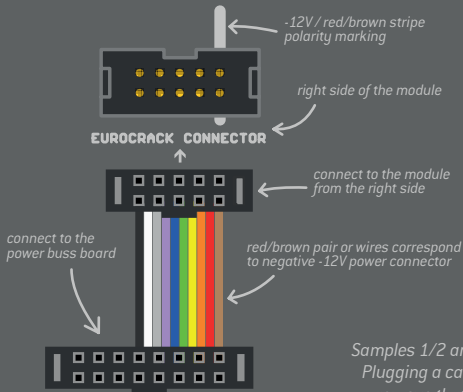 -12V / red/brown stripe
polarity marking
right side of the module
EUROCRACK CONNECTOR
connect to the module
from the right side
connect to the
power buss board
red/brown pair or wires correspond
to negative -12V power connector
Samples 1/2 ar
Plugging a ca